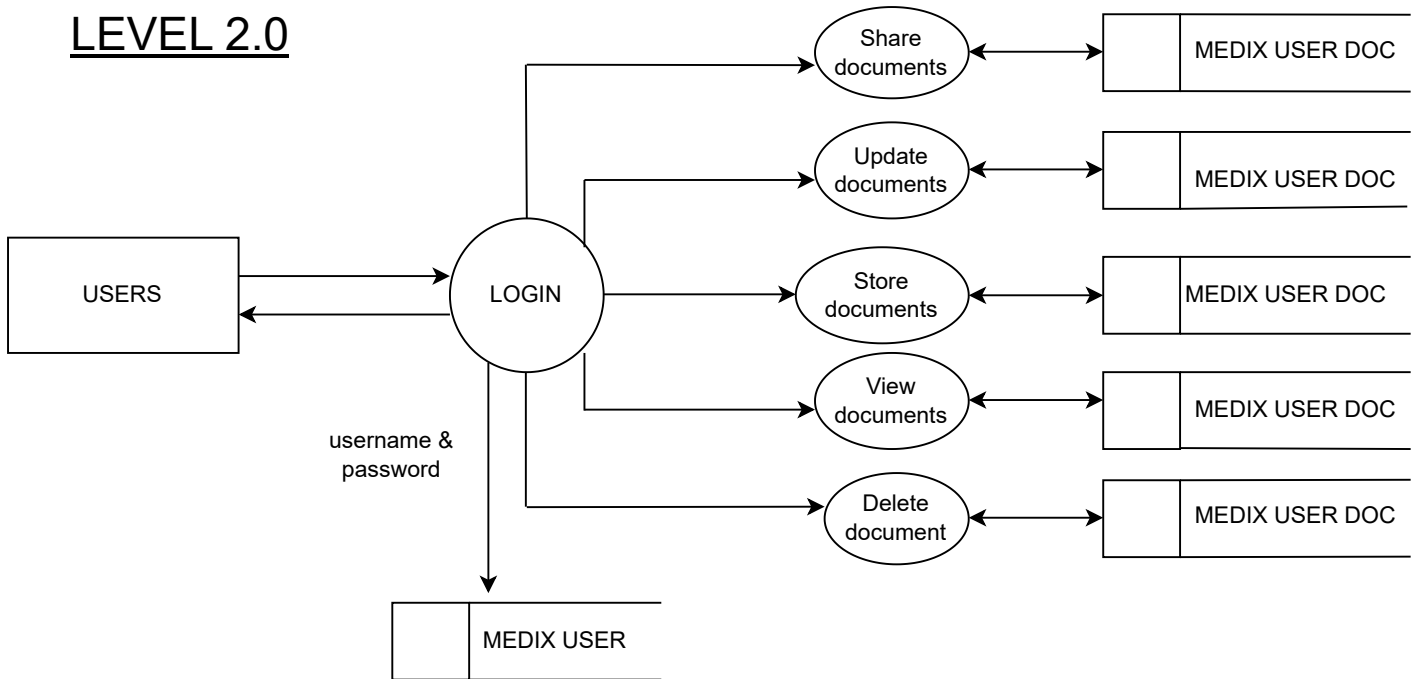 LEVEL 2.0
Share
documents
MEDIX USER DOC
Update
documents
MEDIX USER DOC
USERS
LOGIN
Store
documents
MEDIX USER DOC
View
documents
MEDIX USER DOC
username &
password
Delete
document
MEDIX USER DOC
MEDIX USER